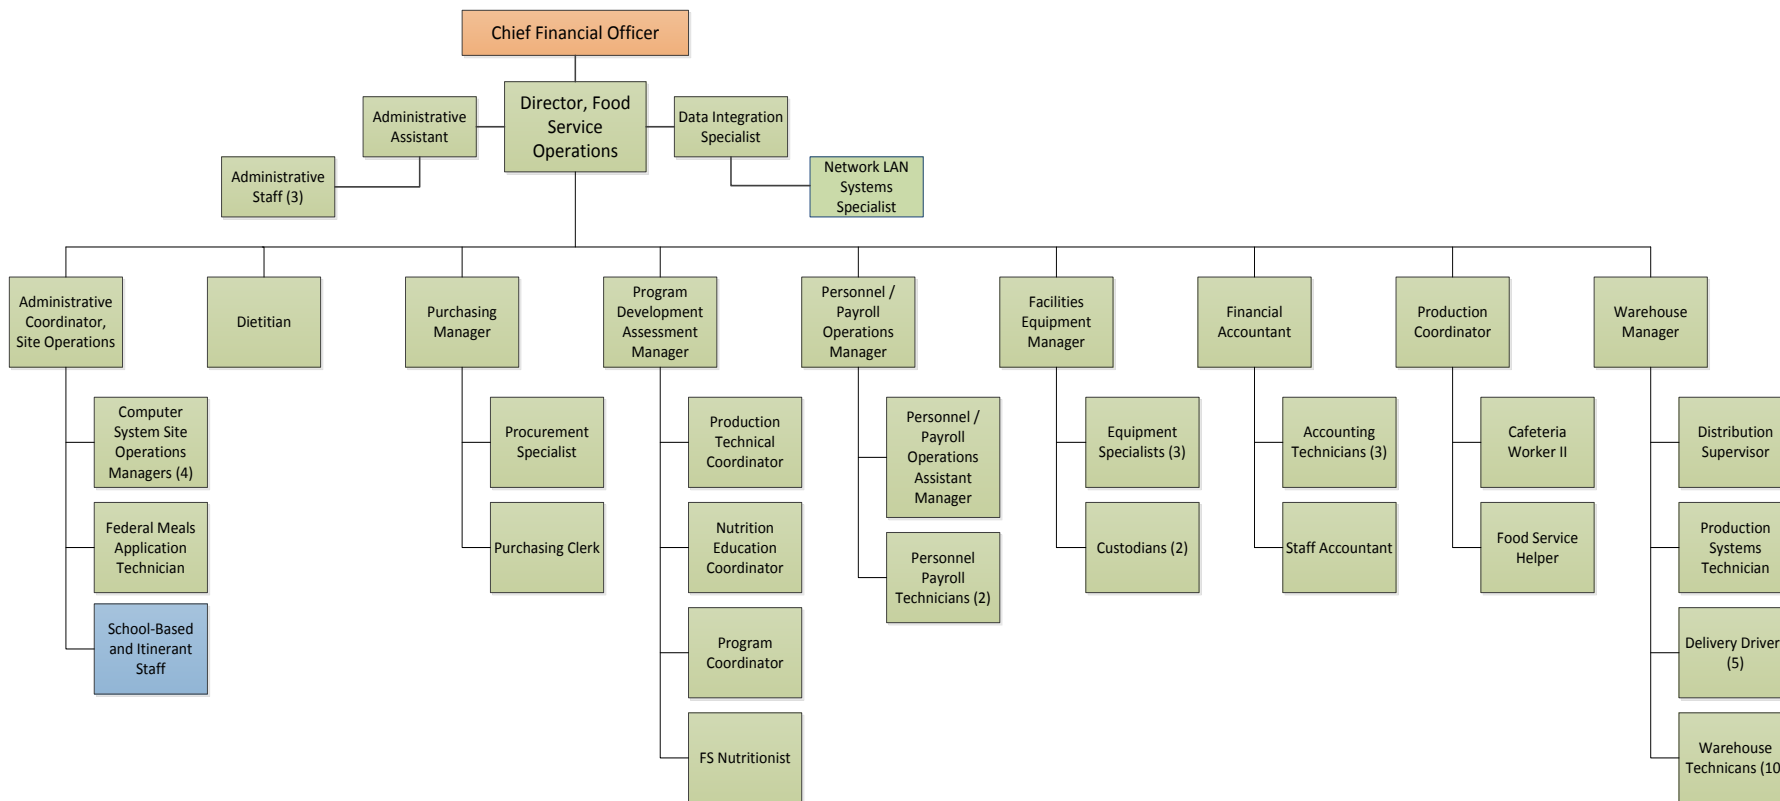 Chief Financial Officer
Director, Food
Service
Operations
Administrative
Assistant
Data Integration
Specialist
Administrative
Staff (3)
Network LAN
Systems
Specialist
Administrative
Coordinator,
Site Operations
Dietitian
Purchasing
Manager
Program
Development
Assessment
Manager
Personnel /
Payroll
Operations
Manager
Facilities
Equipment
Manager
Financial
Accountant
Production
Coordinator
Warehouse
Manager
Computer
System Site
Operations
Managers (4)
Federal Meals
Application
Technician
School-Based
and Itinerant
Staff
Procurement
Specialist
Purchasing Clerk
Production
Technical
Coordinator
Nutrition
Education
Coordinator
Program
Coordinator
FS Nutritionist
Personnel /
Payroll
Operations
Assistant
Manager
Personnel
Payroll
Technicians (2)
Equipment
Specialists (3)
Custodians (2)
Accounting
Technicians (3)
Staff Accountant
Cafeteria
Worker II
Food Service
Helper
Distribution
Supervisor
Production
Systems
Technician
Delivery Driver
(5)
Warehouse
Technicans (10